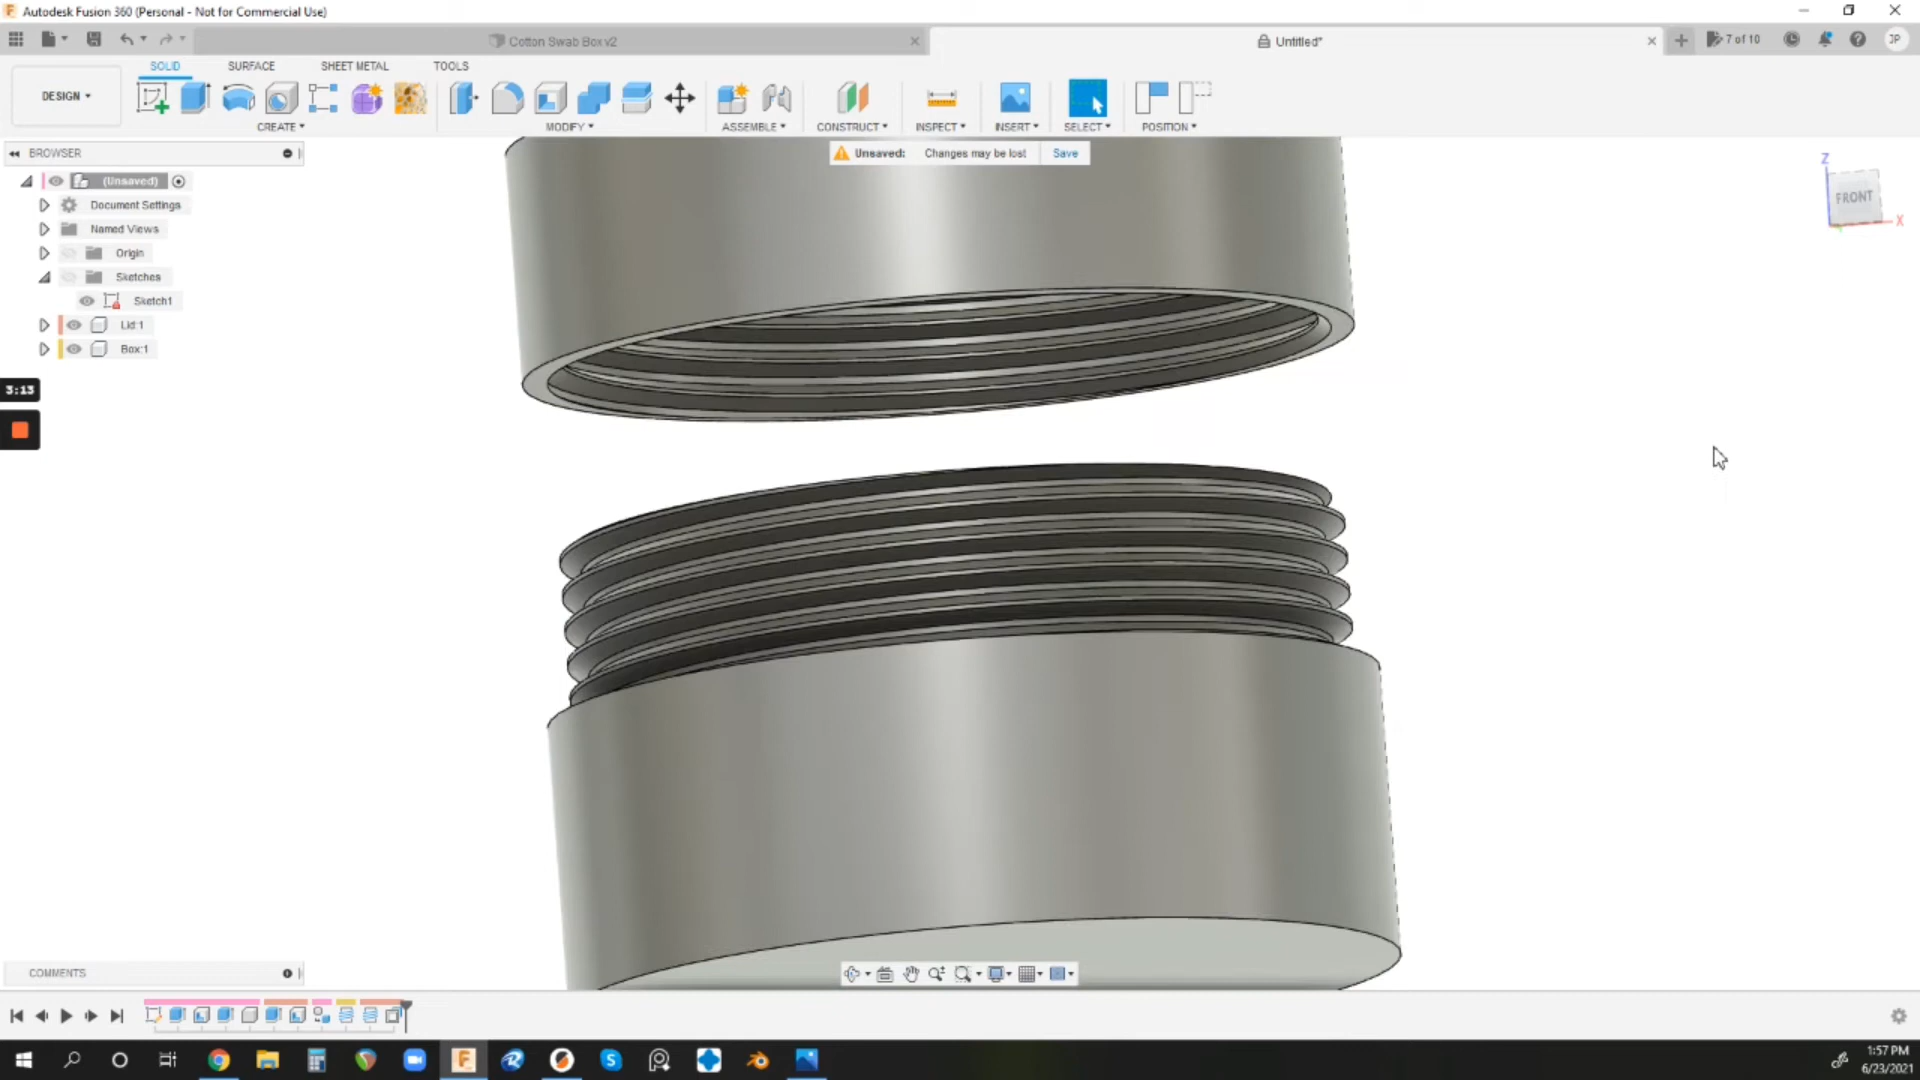 Autodesk Fusion 360 (Personal - Not for Commercial Use)
Cotton Swab Box v2
Untitled*
7 of 10
JP
DESIGN
SOLID
SURFACE
SHEET METAL
TOOLS
CREATE
MODIFY
ASSEMBLE
CONSTRUCT
INSPECT
INSERT
SELECT
POSITION
BROWSER
Unsaved: Changes may be lost Save
(Unsaved)
Document Settings
Named Views
Origin
Sketches
Sketch1
Lid:1
Box:1
Z
FRONT
X
3:13
COMMENTS
1:57 PM
6/23/2021